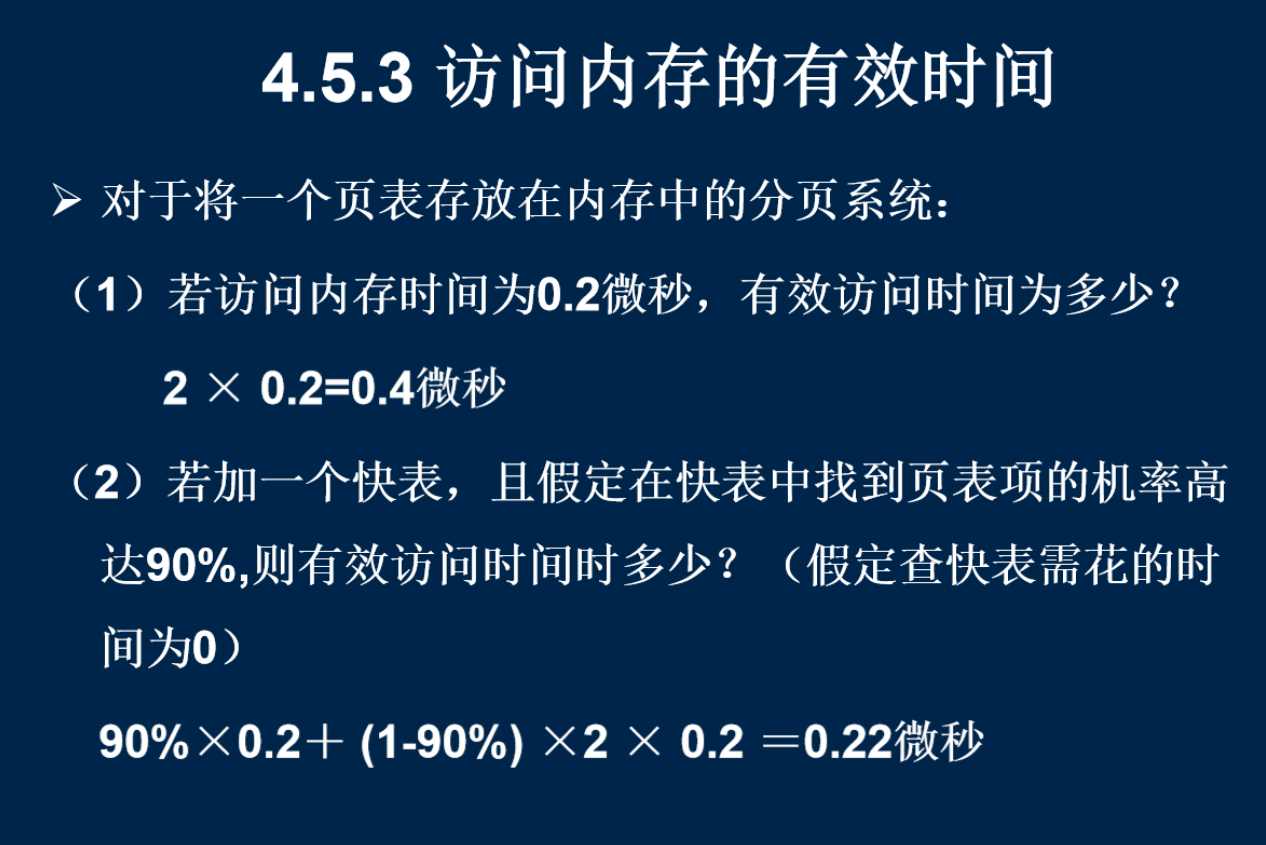 4.5.3 访问内存的有效时间
➢ 对于将一个页表存放在内存中的分页系统：
（1）若访问内存时间为0.2微秒，有效访问时间为多少？
2 × 0.2=0.4微秒
（2）若加一个快表，且假定在快表中找到页表项的机率高
达90%,则有效访问时间时多少？（假定查快表需花的时
间为0）
90%×0.2＋ (1-90%) ×2 × 0.2 ＝0.22微秒